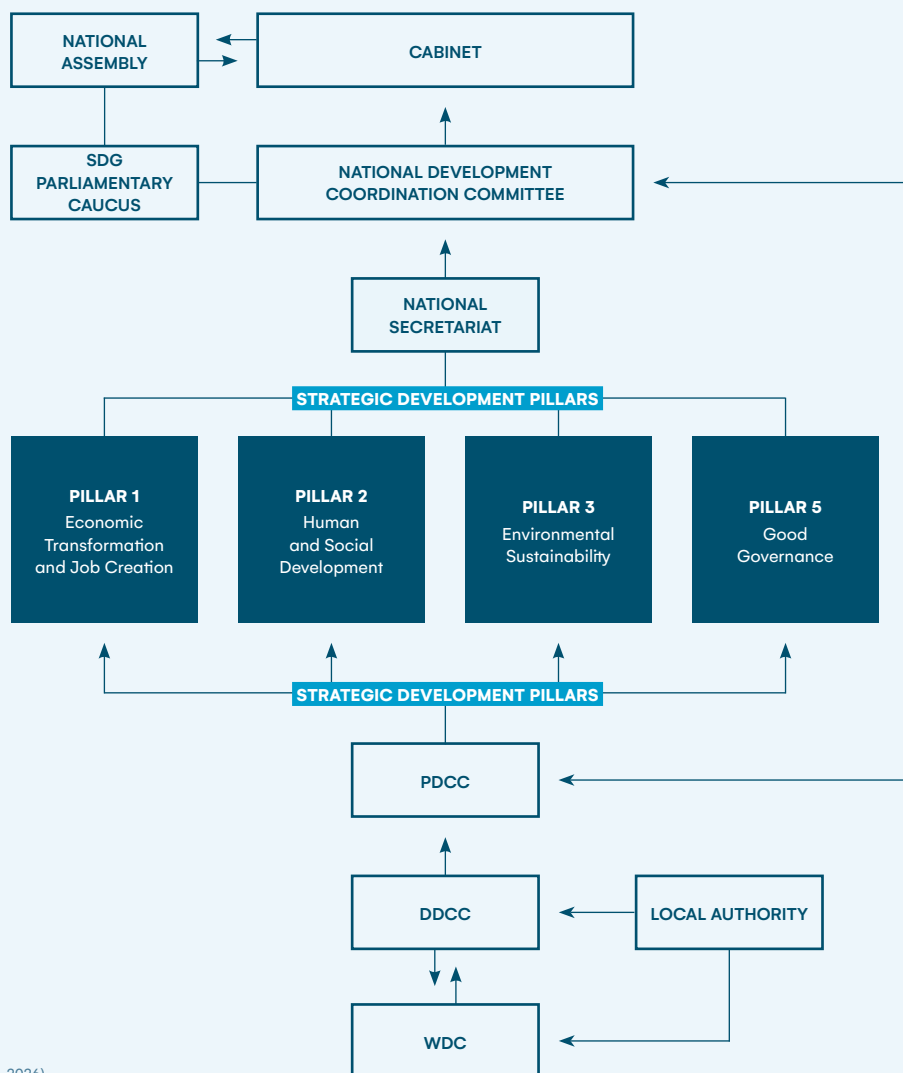 NATIONAL
ASSEMBLY
CABINET
SDG
PARLIAMENTARY
CAUCUS
NATIONAL DEVELOPMENT
COORDINATION COMMITTEE
NATIONAL
SECRETARIAT
STRATEGIC DEVELOPMENT PILLARS
PILLAR 1
Economic
Transformation
and Job Creation
PILLAR 2
Human
and Social
Development
PILLAR 3
Environmental
Sustainability
PILLAR 5
Good
Governance
STRATEGIC DEVELOPMENT PILLARS
PDCC
DDCC
LOCAL AUTHORITY
WDC